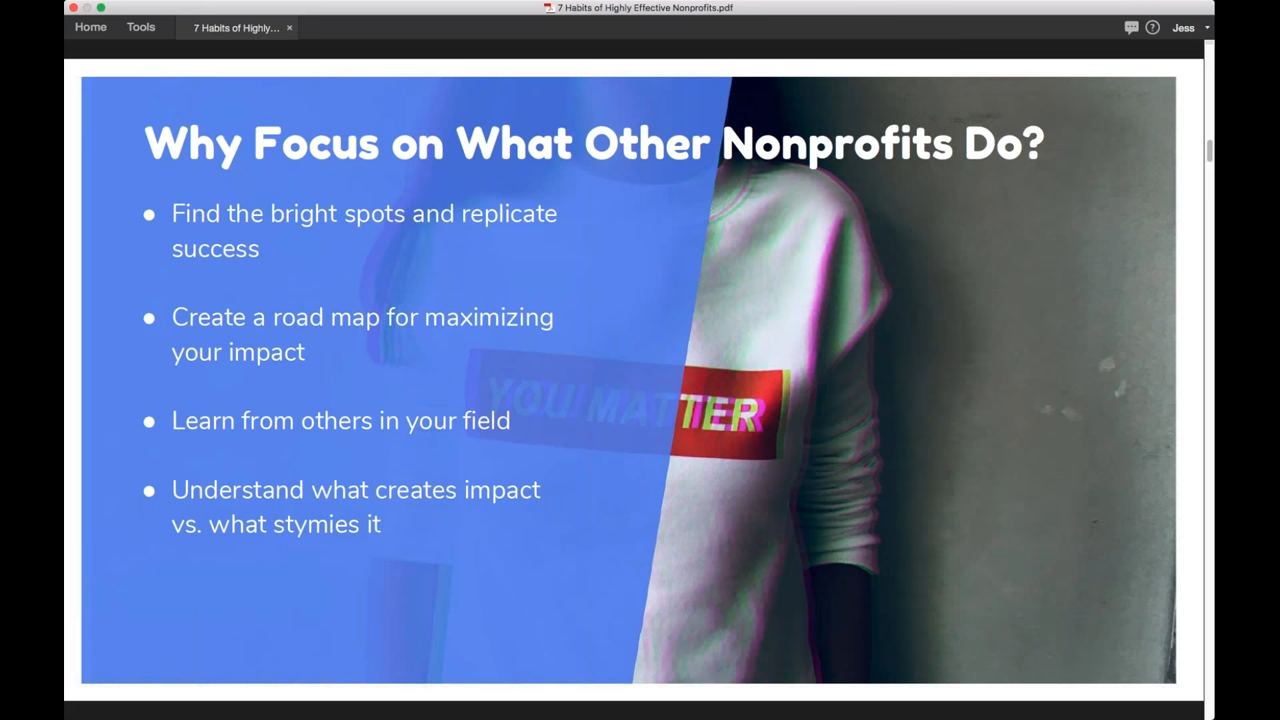 7 Habits of Highly Effective Nonprofits.pdf
Home Tools 7 Habits of Highly... × ? Jess
Why Focus on What Other Nonprofits Do?
• Find the bright spots and replicate
success
• Create a road map for maximizing
your impact
• Learn from others in your field
• Understand what creates impact
vs. what stymies it
YOU MATTER